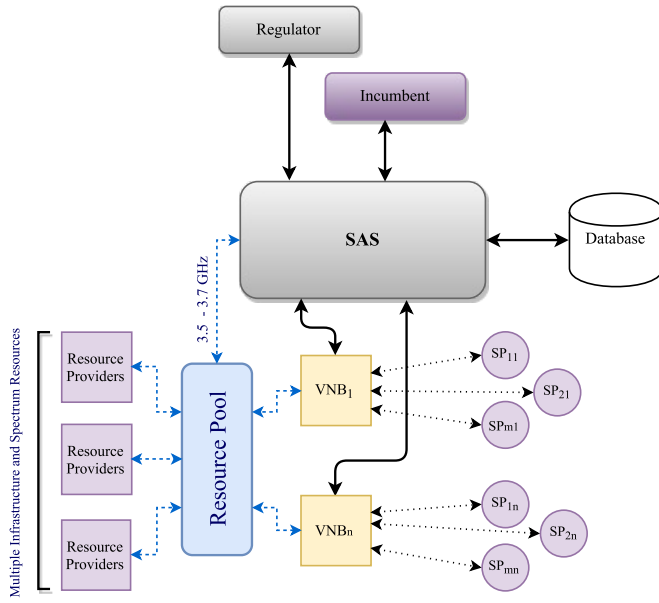 Regulator
Incumbent
SAS
Database
3.5 - 3.7 GHz
Multiple Infrastructure and Spectrum Resources
Resource
Providers
Resource
Providers
Resource
Providers
Resource Pool
VNB1
SP11
SP21
SPm1
VNBn
SP1n
SP2n
SPmn